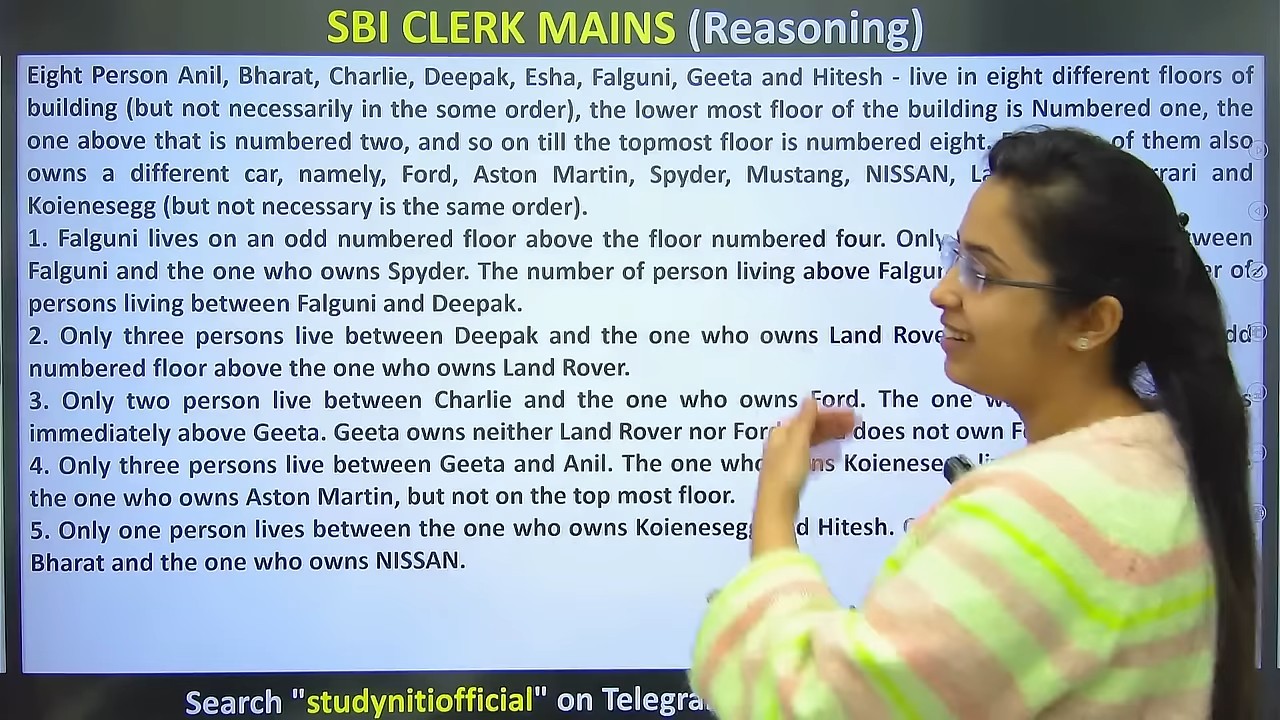 SBI CLERK MAINS (Reasoning)
Eight Person Anil, Bharat, Charlie, Deepak, Esha, Falguni, Geeta and Hitesh - live in eight different floors of
building (but not necessarily in the some order), the lower most floor of the building is Numbered one, the
one above that is numbered two, and so on till the topmost floor is numbered eight. of them also
owns a different car, namely, Ford, Aston Martin, Spyder, Mustang, NISSAN, and
Koienesegg (but not necessary is the same order).
1. Falguni lives on an odd numbered floor above the floor numbered four. Only
Falguni and the one who owns Spyder. The number of person living above of
persons living between Falguni and Deepak.
2. Only three persons live between Deepak and the one who owns Land
numbered floor above the one who owns Land Rover.
3. Only two person live between Charlie and the one who owns Ford. The one
immediately above Geeta. Geeta owns neither Land Rover nor does not own
4. Only three persons live between Geeta and Anil. The one
the one who owns Aston Martin, but not on the top most floor.
5. Only one person lives between the one who owns Hitesh.
Bharat and the one who owns NISSAN.
Search "studynitiofficial" on